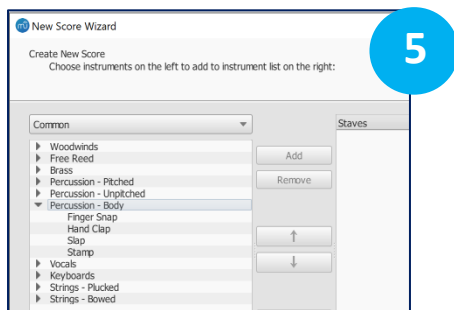 New Score Wizard
5
Create New Score
Choose instruments on the left to add to instrument list on the right:
Common
Staves
Woodwinds
Free Reed
Brass
Percussion - Pitched
Percussion - Unpitched
Percussion - Body
Finger Snap
Hand Clap
Slap
Stamp
Vocals
Keyboards
Strings - Plucked
Strings - Bowed
Add
Remove